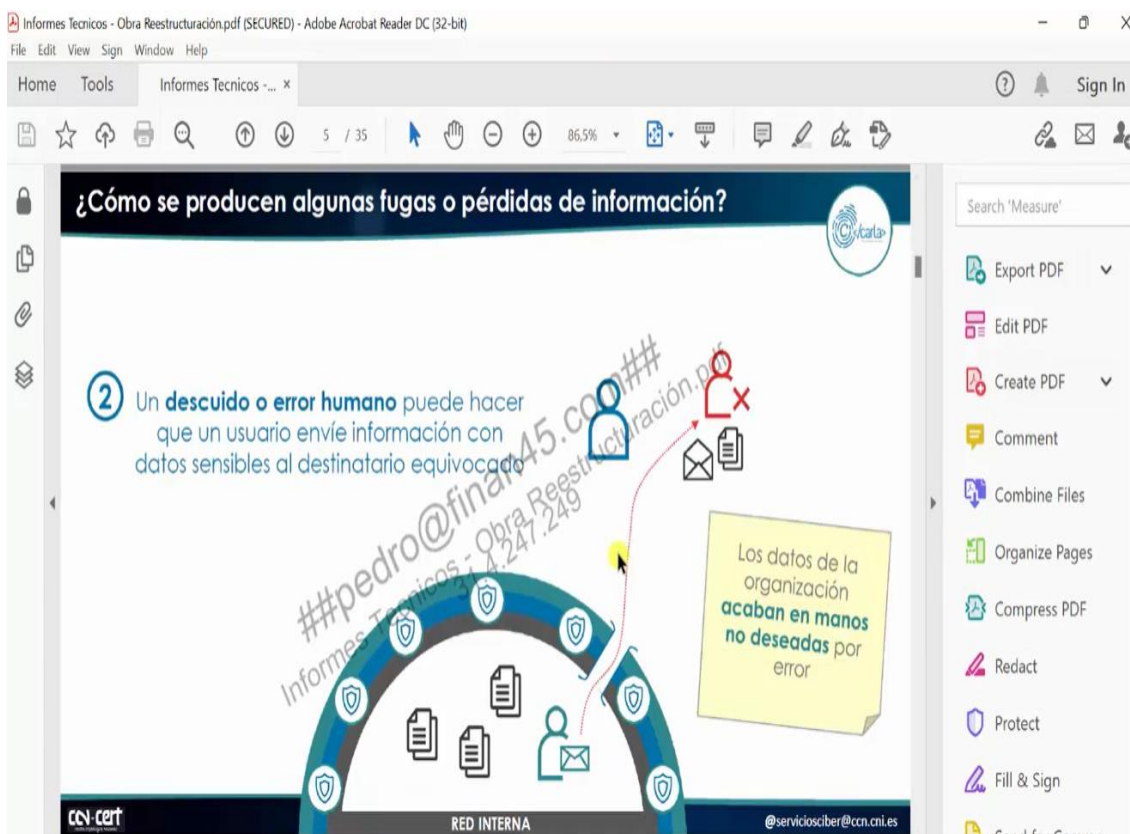 Informes Tecnicos - Obra Reestructuración.pdf (SECURED) - Adobe Acrobat Reader DC (32-bit)
File Edit View Sign Window Help
Home Tools Informes Tecnicos -... ×
Sign In
5 / 35 86,5%
¿Cómo se producen algunas fugas o pérdidas de información?
carla
2 Un descuido o error humano puede hacer
que un usuario envíe información con
datos sensibles al destinatario equivocado
##pedro@finan45.com##
Informes Tecnicos - Obra Reestructuración.pdf
Los datos de la
organización
acaban en manos
no deseadas por
error
RED INTERNA
ccn-cert
@serviciosciber@ccn.cni.es
Search 'Measure'
Export PDF
Edit PDF
Create PDF
Comment
Combine Files
Organize Pages
Compress PDF
Redact
Protect
Fill & Sign